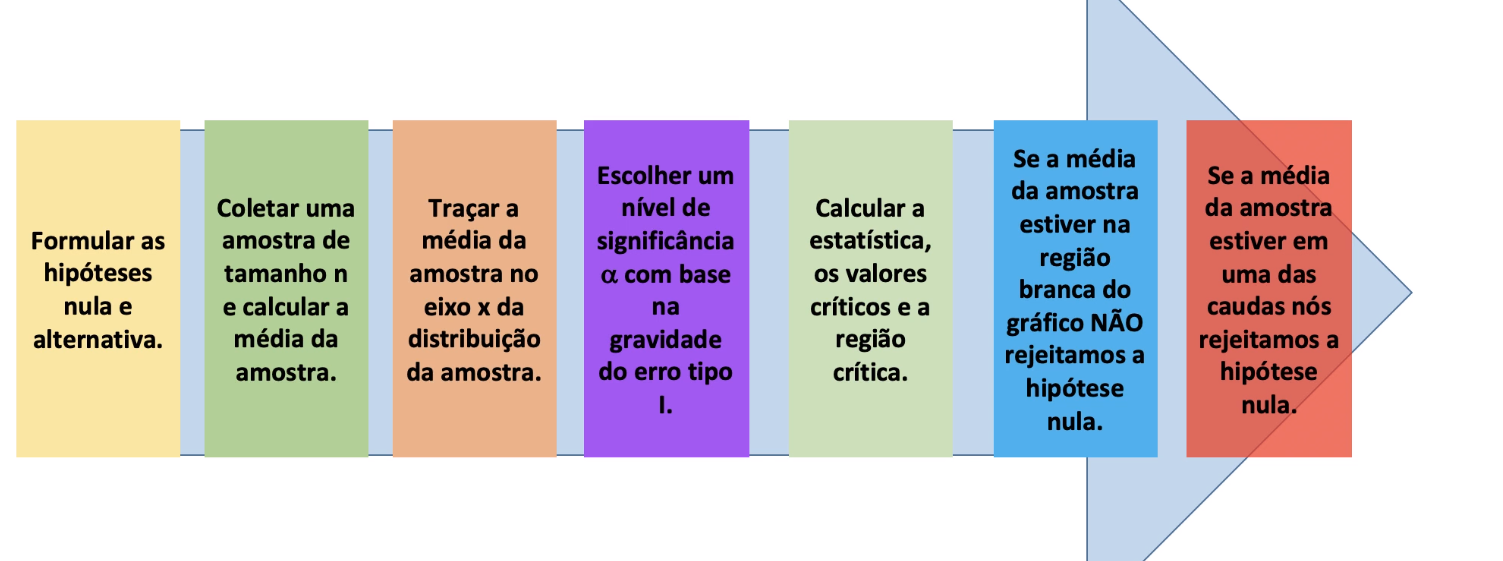 Formular as
hipóteses
nula e
alternativa.
Coletar uma
amostra de
tamanho n
e calcular a
média da
amostra.
Traçar a
média da
amostra no
eixo x da
distribuição
da amostra.
Escolher um
nível de
significância
α com base
na
gravidade
do erro tipo
I.
Calcular a
estatística,
os valores
críticos e a
região
crítica.
Se a média
da amostra
estiver na
região
branca do
gráfico NÃO
rejeitamos a
hipótese
nula.
Se a média
da amostra
estiver em
uma das
caudas nós
rejeitamos a
hipótese
nula.